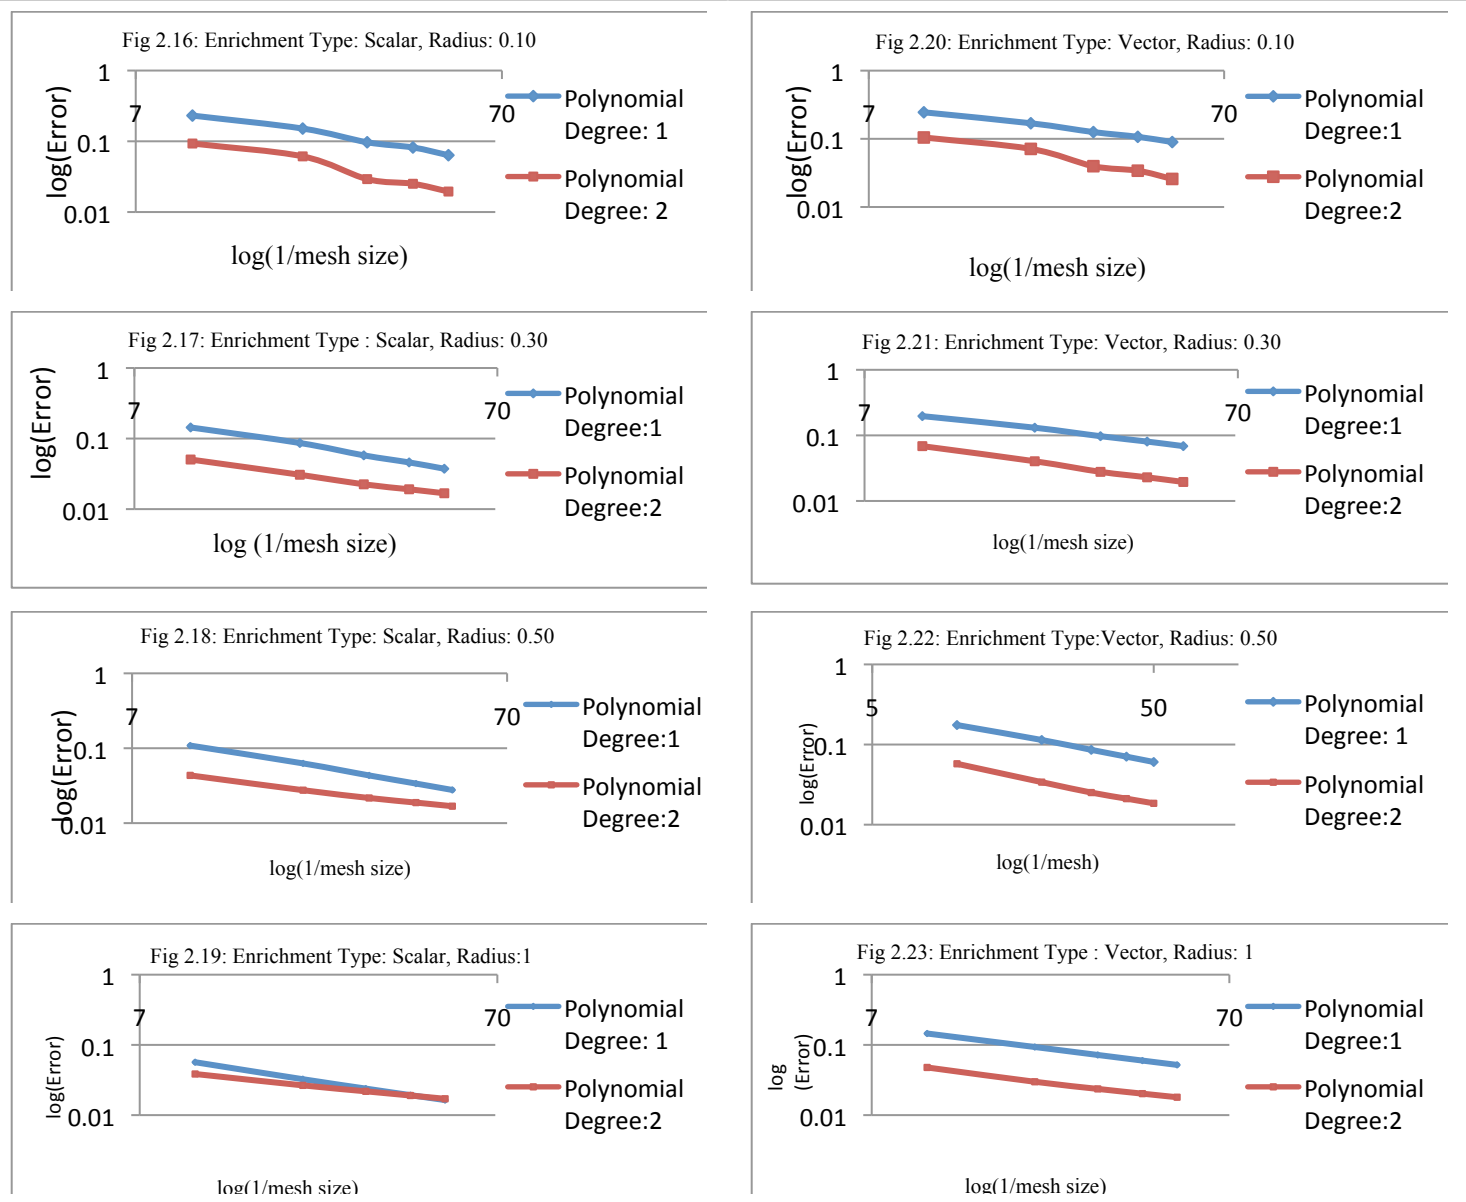 Fig 2.16: Enrichment Type: Scalar, Radius: 0.10
1
7
70
0.1
0.01
log(Error)
log(1/mesh size)
Polynomial
Degree: 1
Polynomial
Degree: 2
Fig 2.20: Enrichment Type: Vector, Radius: 0.10
1
7
70
0.1
0.01
log(Error)
log(1/mesh size)
Polynomial
Degree:1
Polynomial
Degree:2
Fig 2.17: Enrichment Type : Scalar, Radius: 0.30
1
7
70
0.1
0.01
log(Error)
log (1/mesh size)
Polynomial
Degree:1
Polynomial
Degree:2
Fig 2.21: Enrichment Type: Vector, Radius: 0.30
1
7
70
0.1
0.01
log(1/mesh size)
Polynomial
Degree:1
Polynomial
Degree:2
Fig 2.18: Enrichment Type: Scalar, Radius: 0.50
1
7
70
0.1
0.01
log(Error)
log(1/mesh size)
Polynomial
Degree:1
Polynomial
Degree:2
Fig 2.22: Enrichment Type:Vector, Radius: 0.50
1
5
50
0.1
0.01
log(Error)
log(1/mesh)
Polynomial
Degree: 1
Polynomial
Degree:2
Fig 2.19: Enrichment Type: Scalar, Radius:1
1
7
70
0.1
0.01
log(Error)
log(1/mesh size)
Polynomial
Degree: 1
Polynomial
Degree:2
Fig 2.23: Enrichment Type : Vector, Radius: 1
1
7
70
0.1
0.01
log
(Error)
log(1/mesh size)
Polynomial
Degree:1
Polynomial
Degree:2